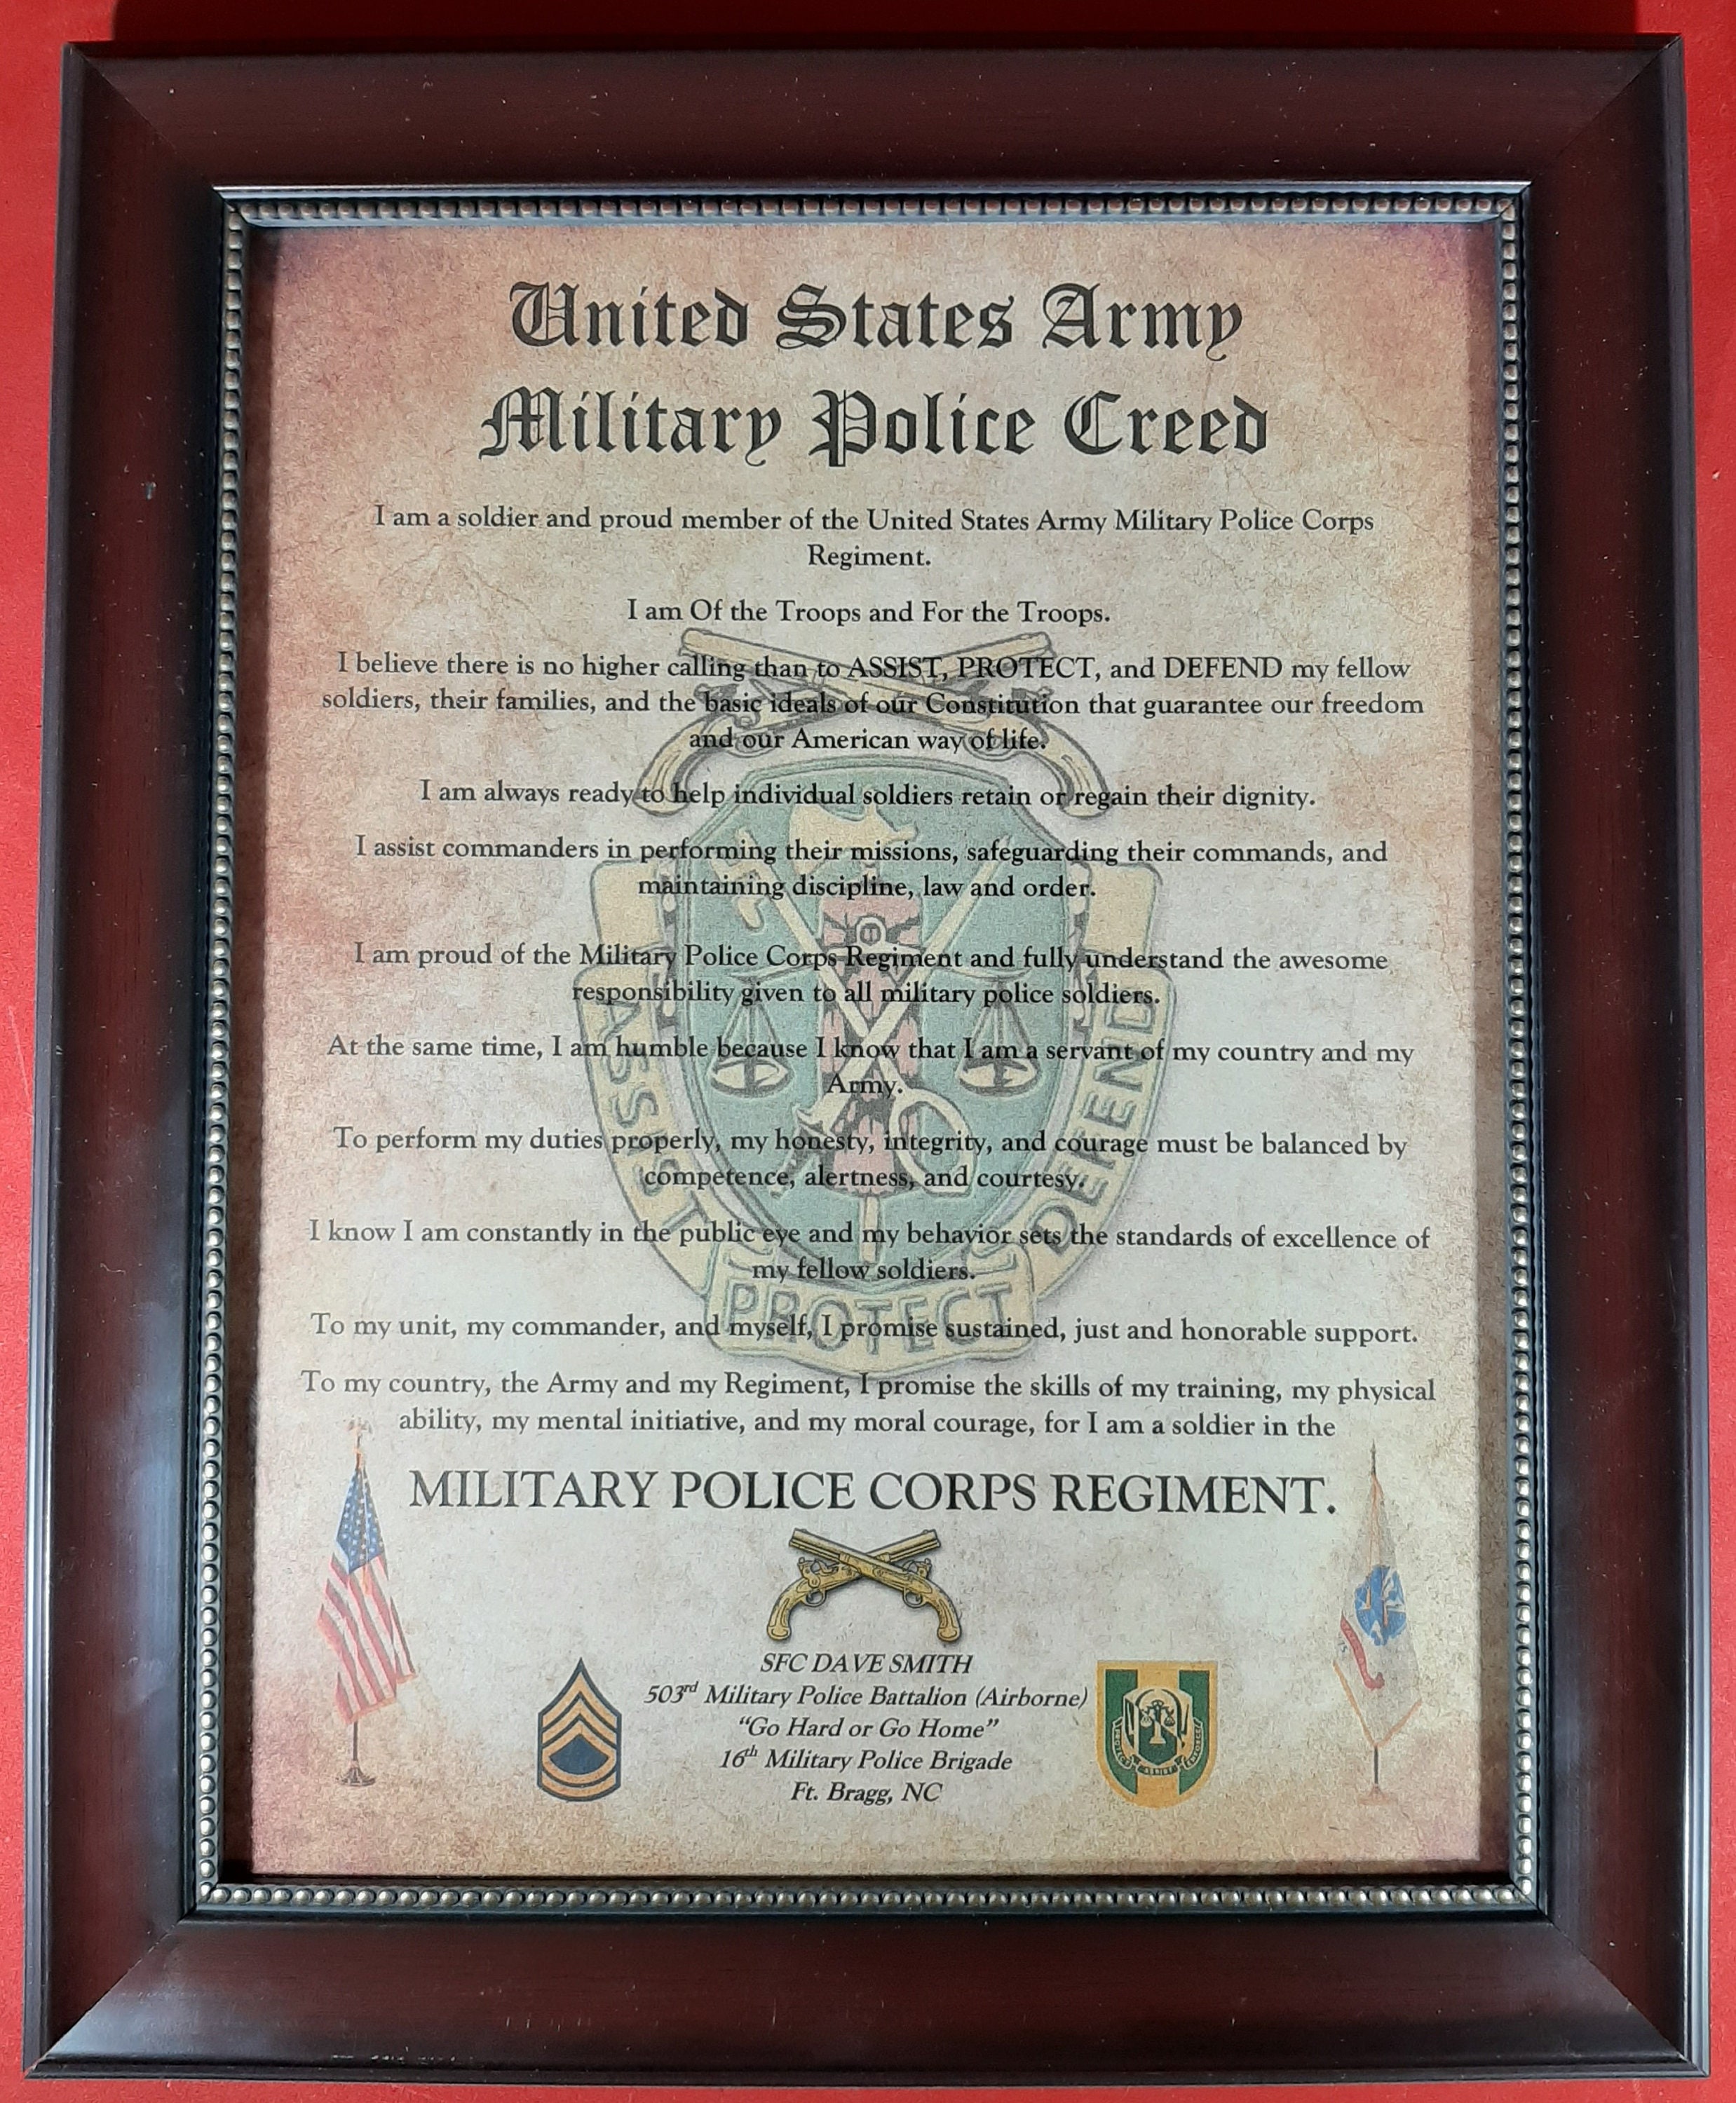 United States Army
Military Police Creed
I am a soldier and proud member of the United States Army Military Police Corps
Regiment.
I am Of the Troops and For the Troops.
I believe there is no higher calling than to ASSIST, PROTECT, and DEFEND my fellow
soldiers, their families, and the basic ideals of our Constitution that guarantee our freedom
and our American way of life.
I am always ready to help individual soldiers retain or regain their dignity.
I assist commanders in performing their missions, safeguarding their commands, and
maintaining discipline, law and order.
I am proud of the Military Police Corps Regiment and fully understand the awesome
responsibility given to all military police soldiers.
At the same time, I am humble because I know that I am a servant of my country and my
Army.
To perform my duties properly, my honesty, integrity, and courage must be balanced by
competence, alertness, and courtesy.
I know I am constantly in the public eye and my behavior sets the standards of excellence of
my fellow soldiers.
To my unit, my commander, and myself, I promise sustained, just and honorable support.
To my country, the Army and my Regiment, I promise the skills of my training, my physical
ability, my mental initiative, and my moral courage, for I am a soldier in the
MILITARY POLICE CORPS REGIMENT.
ASSIST
PROTECT
DEFEND
SFC DAVE SMITH
503rd Military Police Battalion (Airborne)
“Go Hard or Go Home”
16th Military Police Brigade
Ft. Bragg, NC
ASSIST